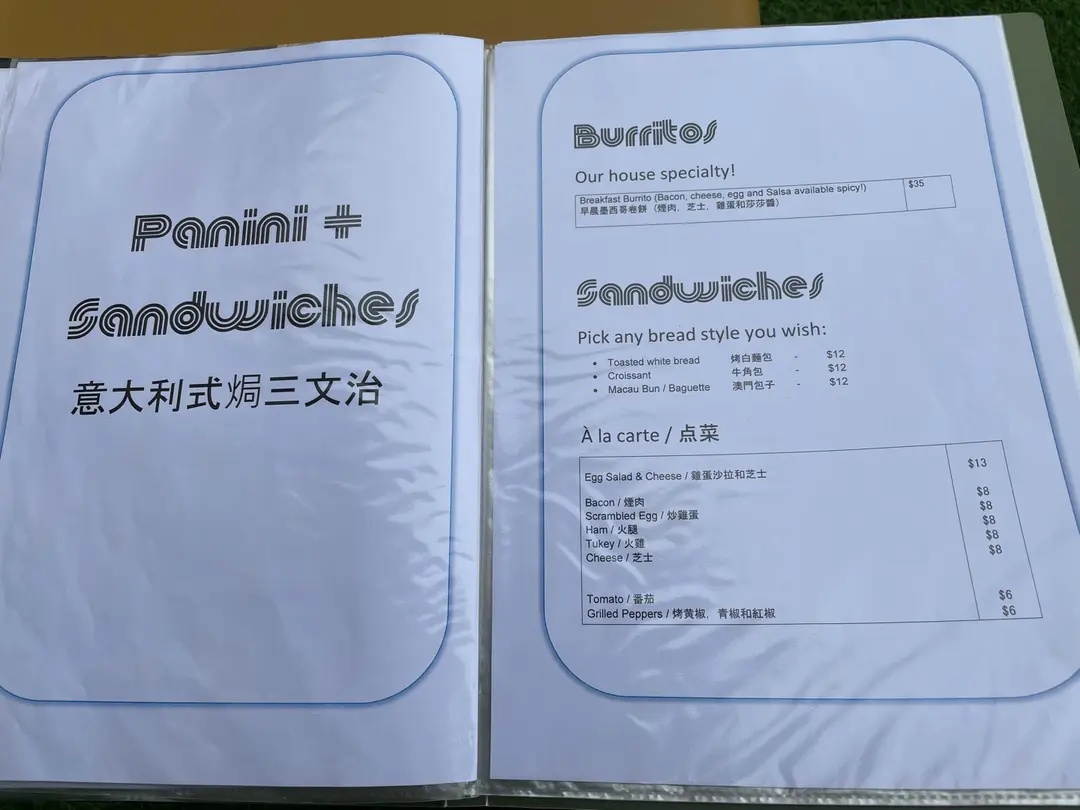 Panini +
Sandwiches
意大利式焗三文治
Burritos
Our house specialty!
Breakfast Burrito (Bacon, cheese, egg and Salsa available spicy!) $35
早晨墨西哥卷餅（煙肉, 芝士, 雞蛋和莎莎醬）
Sandwiches
Pick any bread style you wish:
• Toasted white bread 烤白麵包 - $12
• Croissant 牛角包 - $12
• Macau Bun / Baguette 澳門包子 - $12
À la carte / 点菜
Egg Salad & Cheese / 雞蛋沙拉和芝士 $13
Bacon / 煙肉 $8
Scrambled Egg / 炒雞蛋 $8
Ham / 火腿 $8
Tukey / 火雞 $8
Cheese / 芝士 $8
Tomato / 番茄 $6
Grilled Peppers / 烤黄椒, 青椒和紅椒 $6